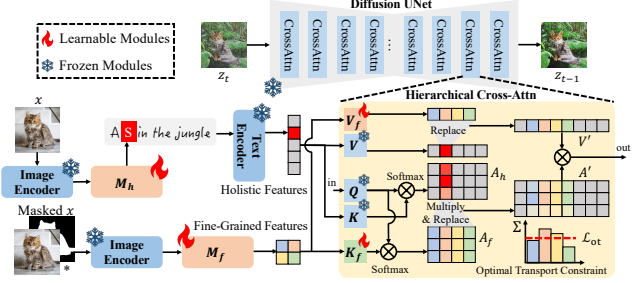 Diffusion UNet
Learnable Modules
Frozen Modules
CrossAttn
CrossAttn
CrossAttn
CrossAttn
...
CrossAttn
CrossAttn
CrossAttn
CrossAttn
z_t
z_{t-1}
Hierarchical Cross-Attn
x
A S in the jungle
Image
Encoder
M_h
Text
Encoder
Holistic Features
V_f
V
in
Q
K
K_f
Replace
Softmax
A_h
Multiply
& Replace
V'
out
A'
Masked x
*
Image
Encoder
M_f
Fine-Grained Features
Softmax
A_f
Σ
ℒ_ot
Optimal Transport Constraint